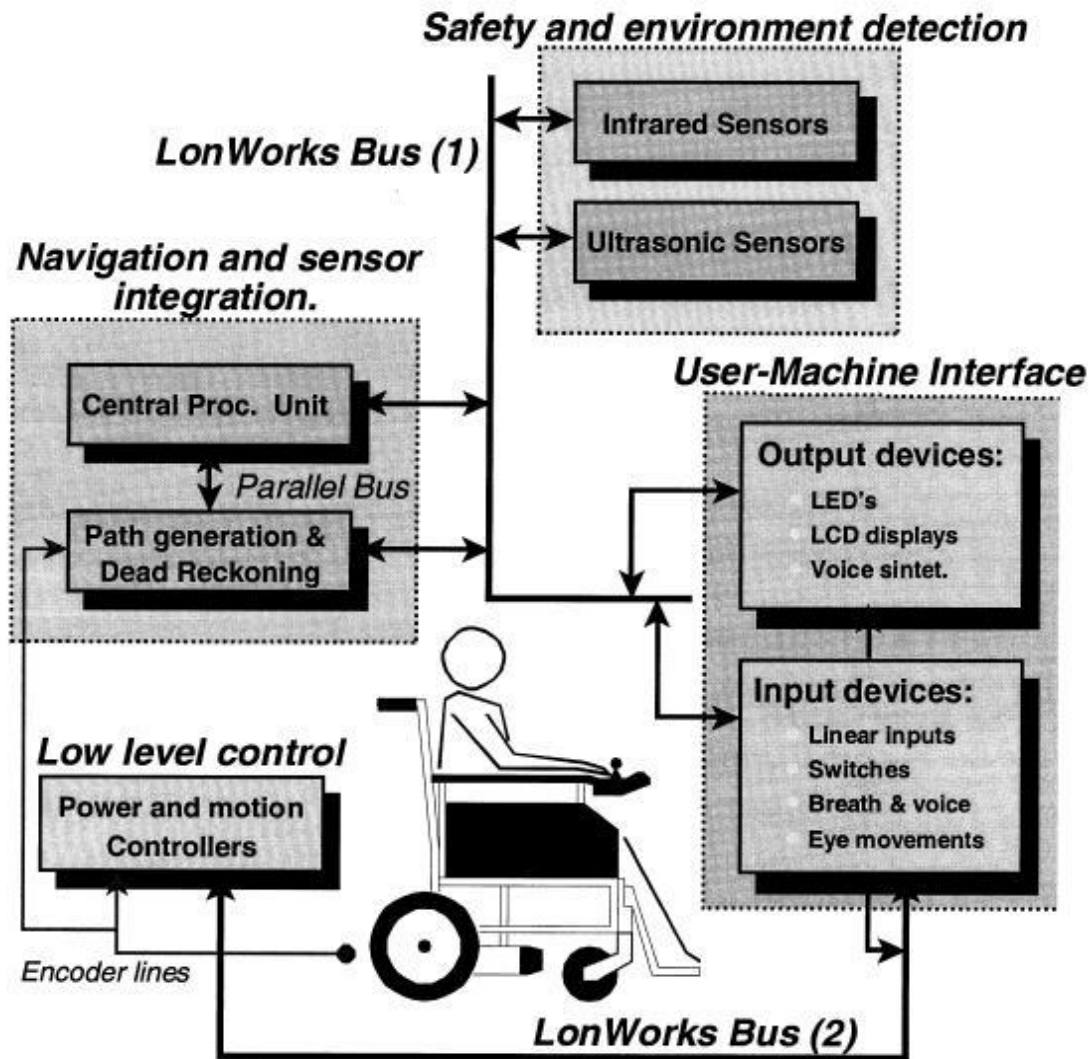 Safety and environment detection
Infrared Sensors
LonWorks Bus (1)
Ultrasonic Sensors
Navigation and sensor
integration.
Central Proc. Unit
Parallel Bus
Path generation &
Dead Reckoning
User-Machine Interface
Output devices:
LED's
LCD displays
Voice sintet.
Input devices:
Linear inputs
Switches
Breath & voice
Eye movements
Low level control
Power and motion
Controllers
Encoder lines
LonWorks Bus (2)